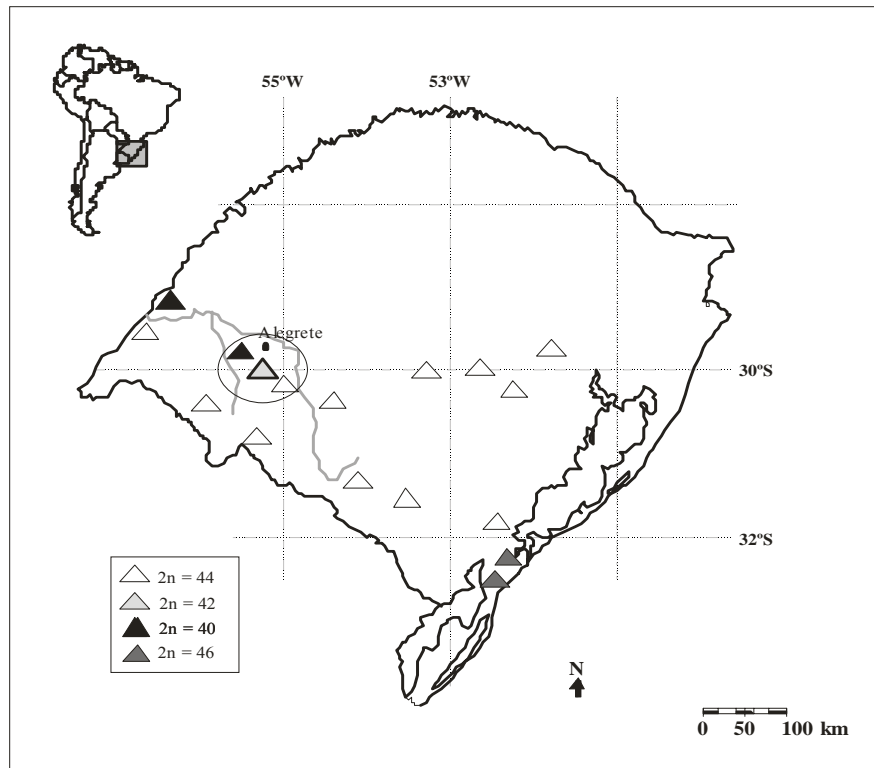 55ºW
53ºW
Alegrete
30ºS
32ºS
2n = 44
2n = 42
2n = 40
2n = 46
N
0 50 100 km